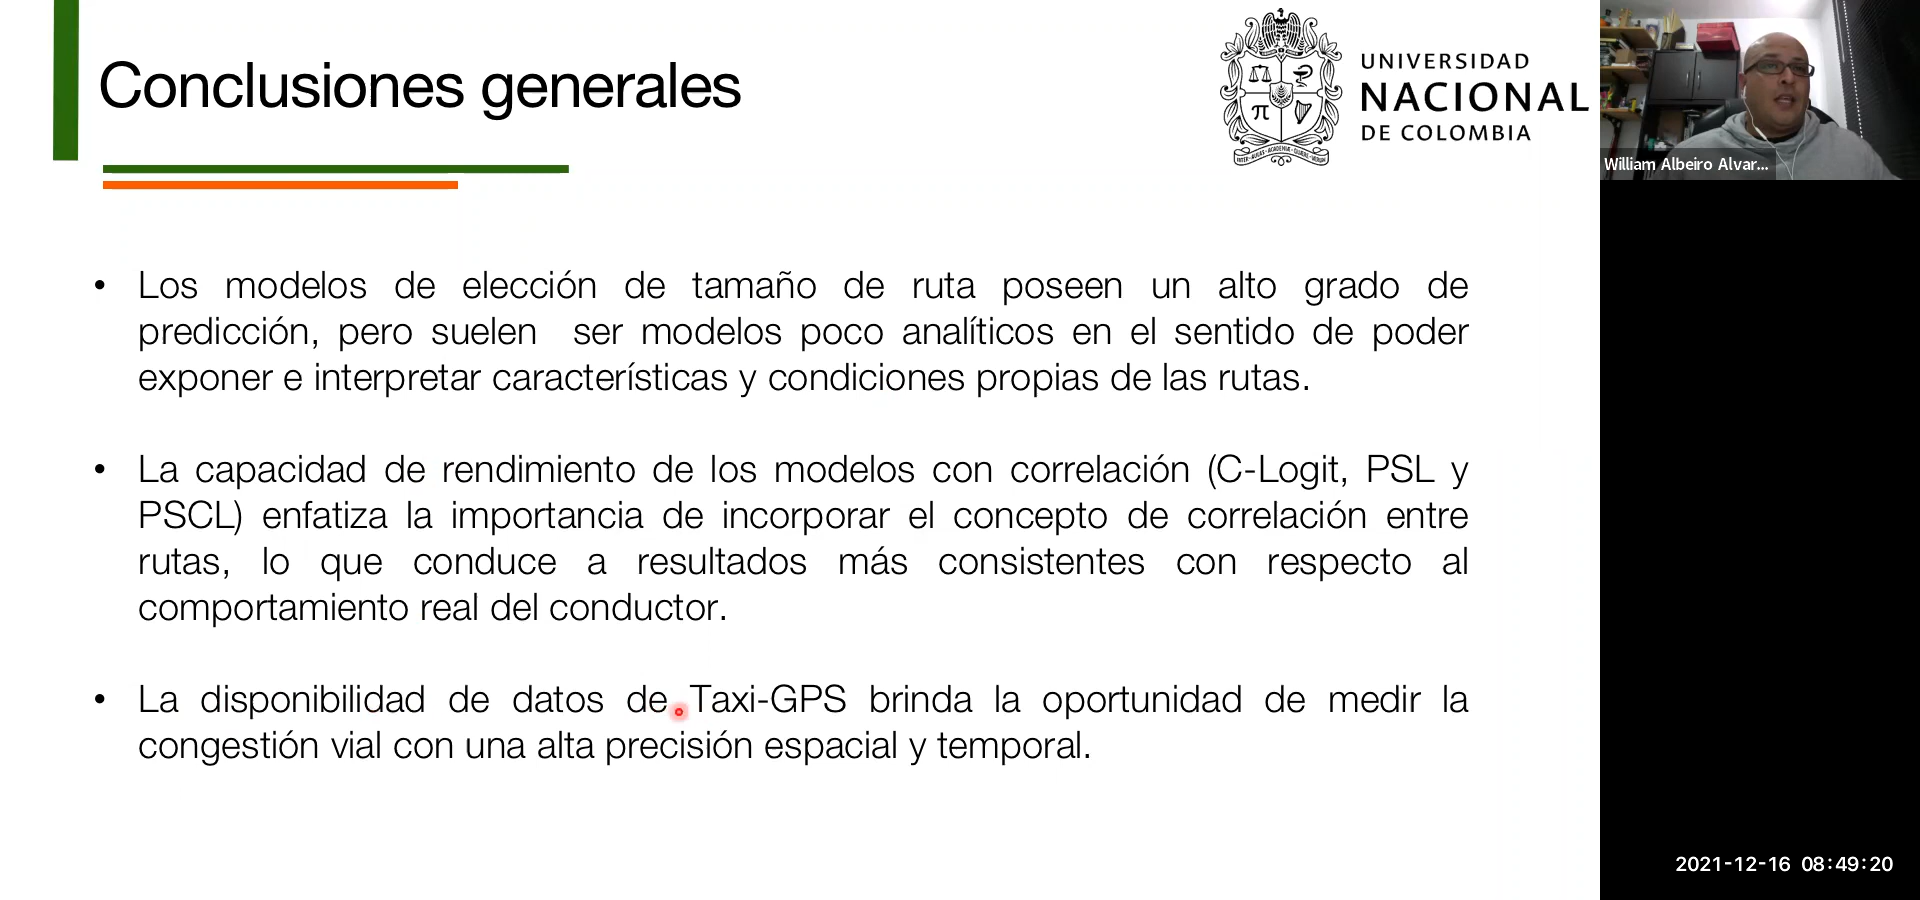 Conclusiones generales
UNIVERSIDAD
NACIONAL
DE COLOMBIA
π
William Albeiro Alvar...
• Los modelos de elección de tamaño de ruta poseen un alto grado de
predicción, pero suelen ser modelos poco analíticos en el sentido de poder
exponer e interpretar características y condiciones propias de las rutas.
• La capacidad de rendimiento de los modelos con correlación (C-Logit, PSL y
PSCL) enfatiza la importancia de incorporar el concepto de correlación entre
rutas, lo que conduce a resultados más consistentes con respecto al
comportamiento real del conductor.
• La disponibilidad de datos de Taxi-GPS brinda la oportunidad de medir la
congestión vial con una alta precisión espacial y temporal.
2021-12-16 08:49:20